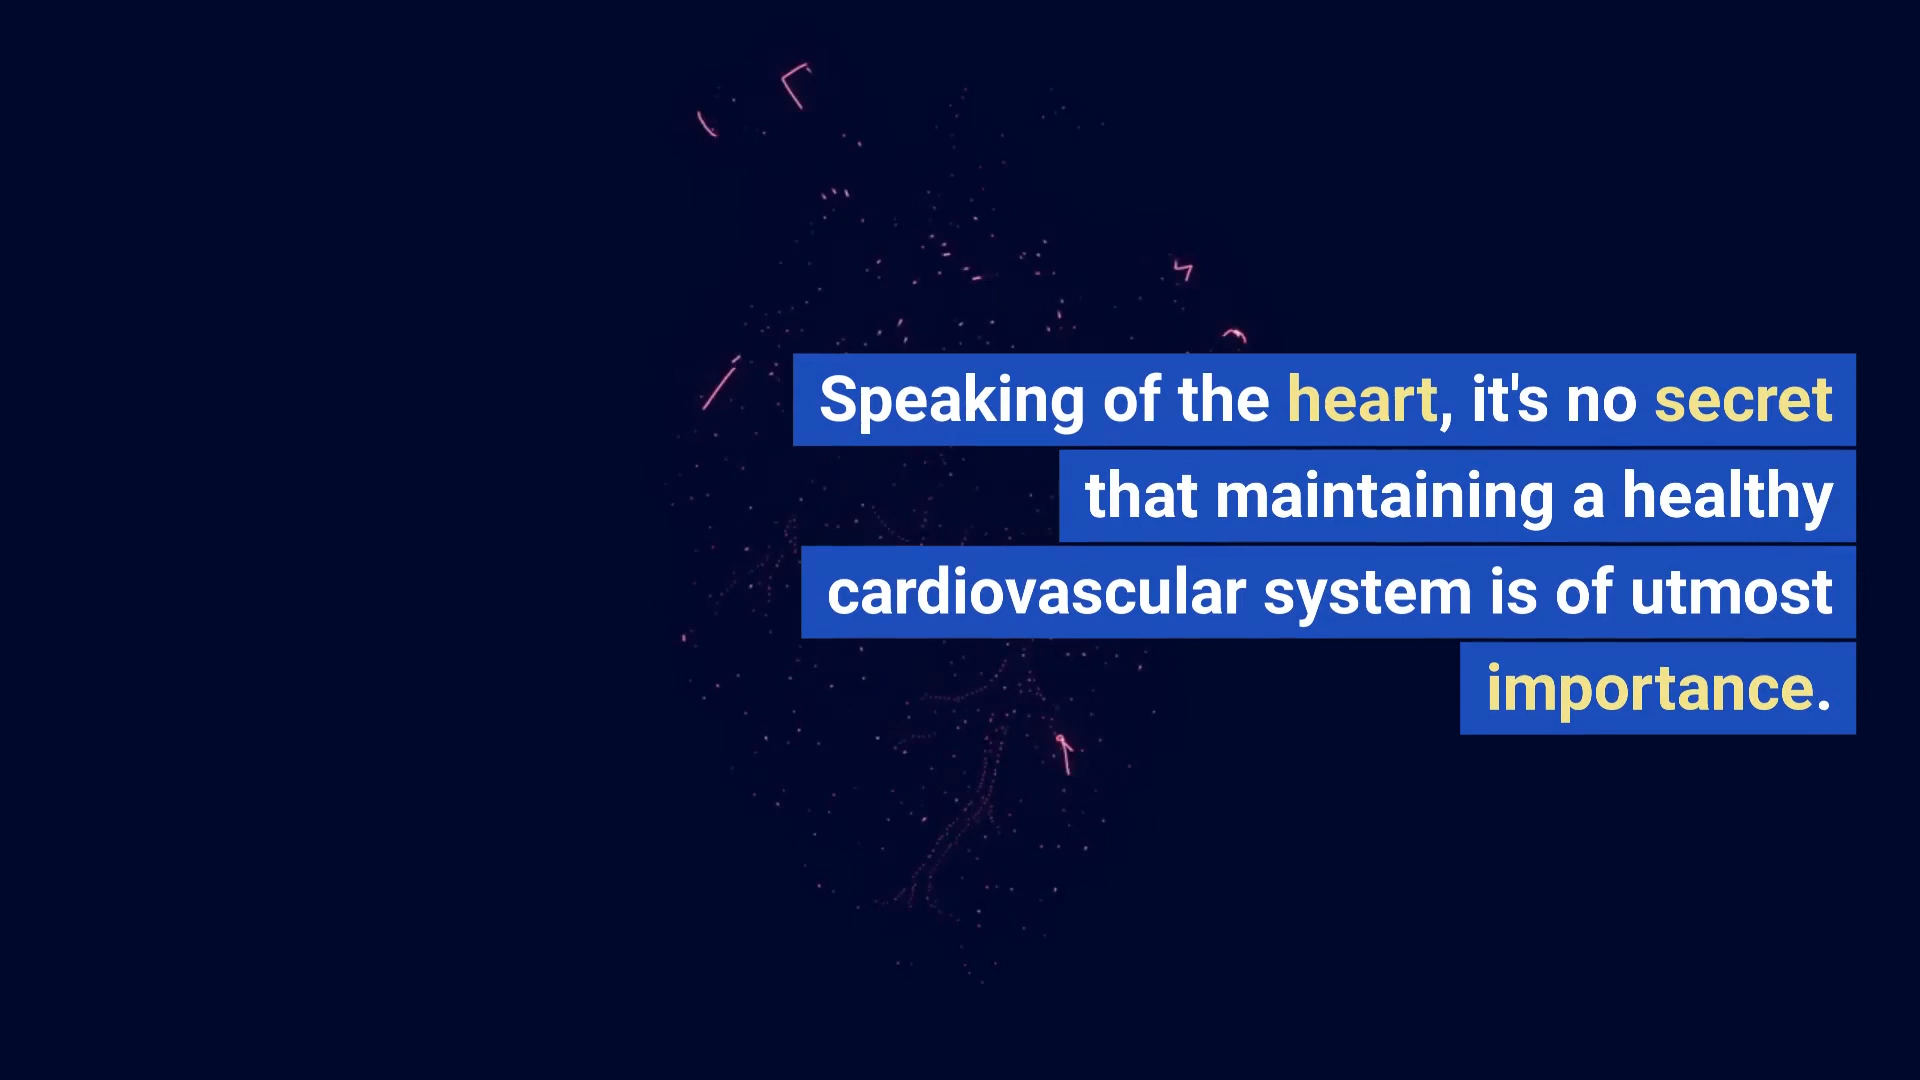 Speaking of the heart, it's no secret
that maintaining a healthy
cardiovascular system is of utmost
importance.